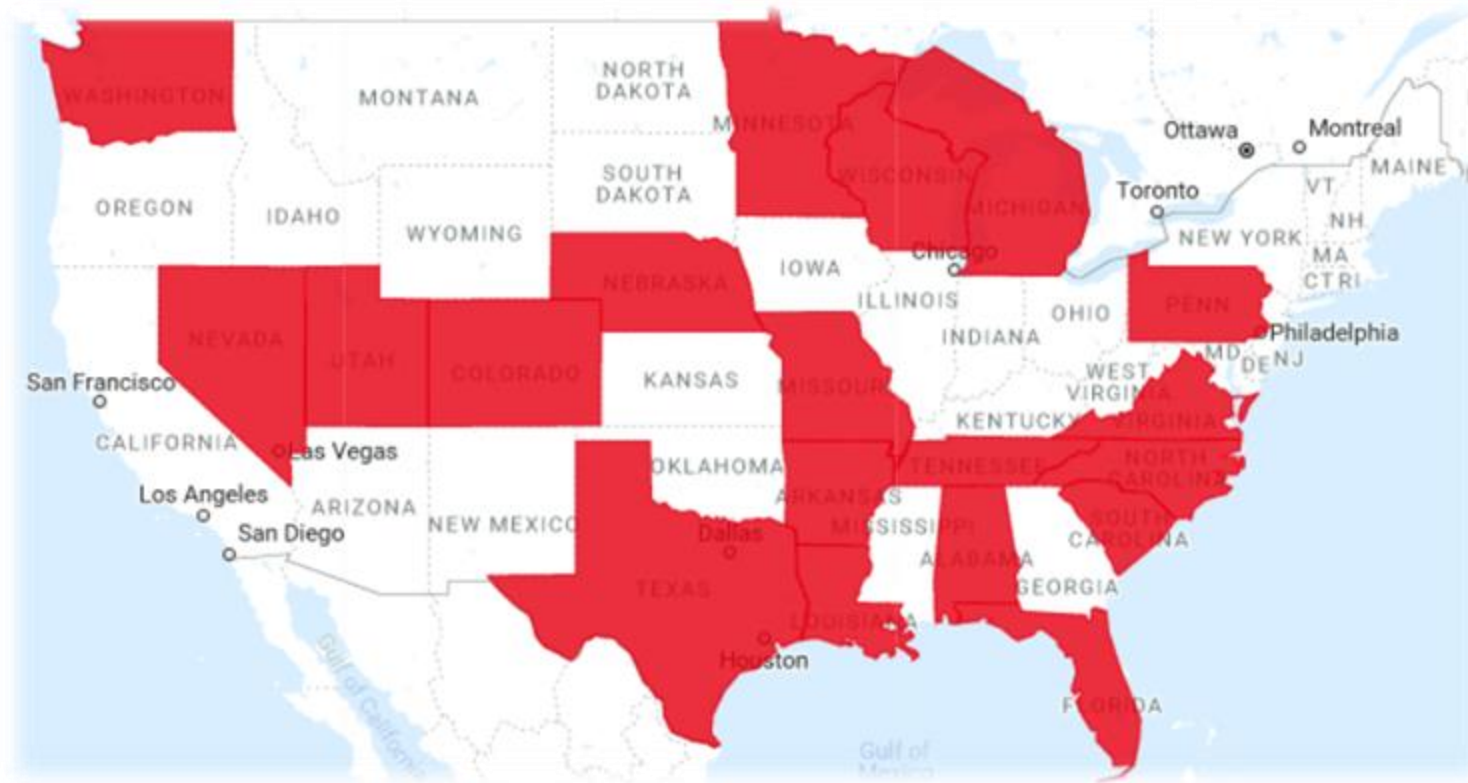 WASHINGTON
MONTANA
NORTH
DAKOTA
MINNESOTA
Ottawa
Montreal
MAINE
SOUTH
DAKOTA
WISCONSIN
MICHIGAN
Toronto
VT
NH
OREGON
IDAHO
WYOMING
NEW YORK
MA
CT RI
Chicago
IOWA
NEBRASKA
ILLINOIS
INDIANA
OHIO
PENN
Philadelphia
NEVADA
UTAH
COLORADO
KANSAS
MISSOURI
MD
DE
NJ
WEST
VIRGINIA
VIRGINIA
KENTUCKY
San Francisco
CALIFORNIA
Las Vegas
Los Angeles
San Diego
ARIZONA
NEW MEXICO
OKLAHOMA
ARKANSAS
TENNESSEE
NORTH
CAROLINA
SOUTH
CAROLINA
MISSISSIPPI
ALABAMA
GEORGIA
Dallas
TEXAS
LOUISIANA
Houston
FLORIDA
Gulf of California
Gulf of
Mexico